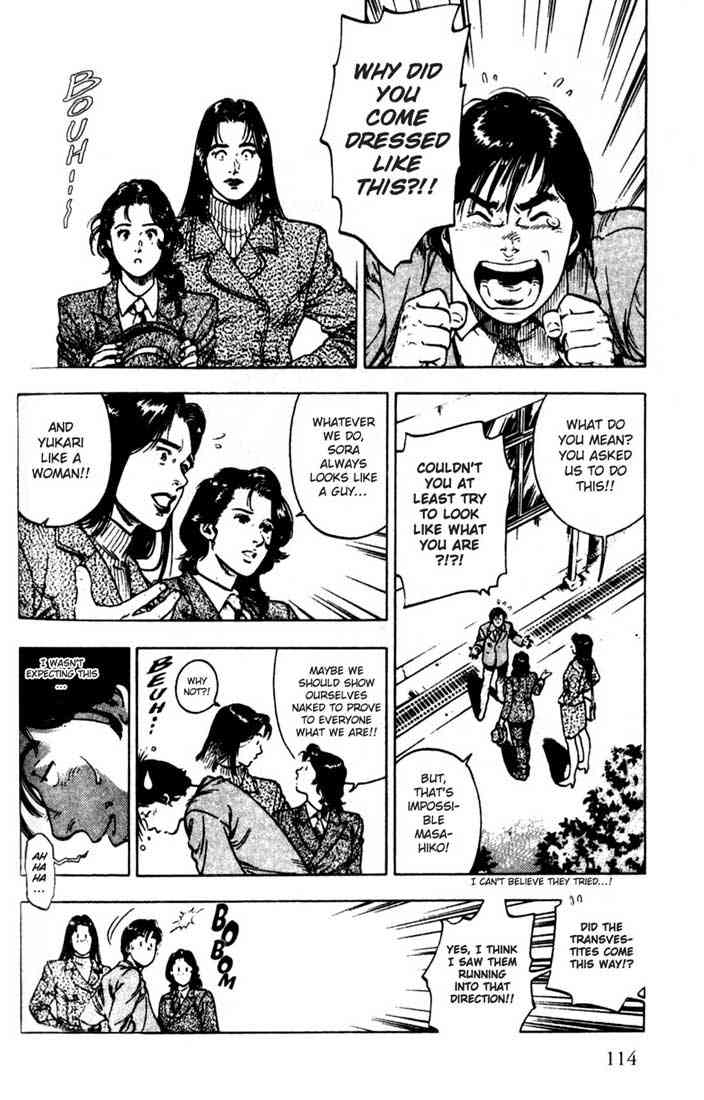 WHY DID
YOU
COME
DRESSED
LIKE
THIS?!!
BOUH...
WHAT DO
YOU MEAN?
YOU ASKED
US TO DO
THIS!!
COULDN'T
YOU AT
LEAST TRY
TO LOOK
LIKE WHAT
YOU ARE
?!?!
BUT,
THAT'S
IMPOSSI-
BLE
MASA-
HIKO!
I CAN'T BELIEVE THEY TRIED...!
WHATEVER
WE DO,
SORA
ALWAYS
LOOKS LIKE
A GUY...
AND
YUKARI
LIKE A
WOMAN!!
MAYBE WE
SHOULD SHOW
OURSELVES
NAKED TO PROVE
TO EVERYONE
WHAT WE ARE!!
WHY
NOT?!
BEUH...
I WASN'T
EXPECTING THIS
...
AH
HA
HA
...
DID THE
TRANSVES-
TITES COME
THIS WAY!?
YES, I THINK
I SAW THEM
RUNNING
INTO THAT
DIRECTION!!
BO
BOM
114